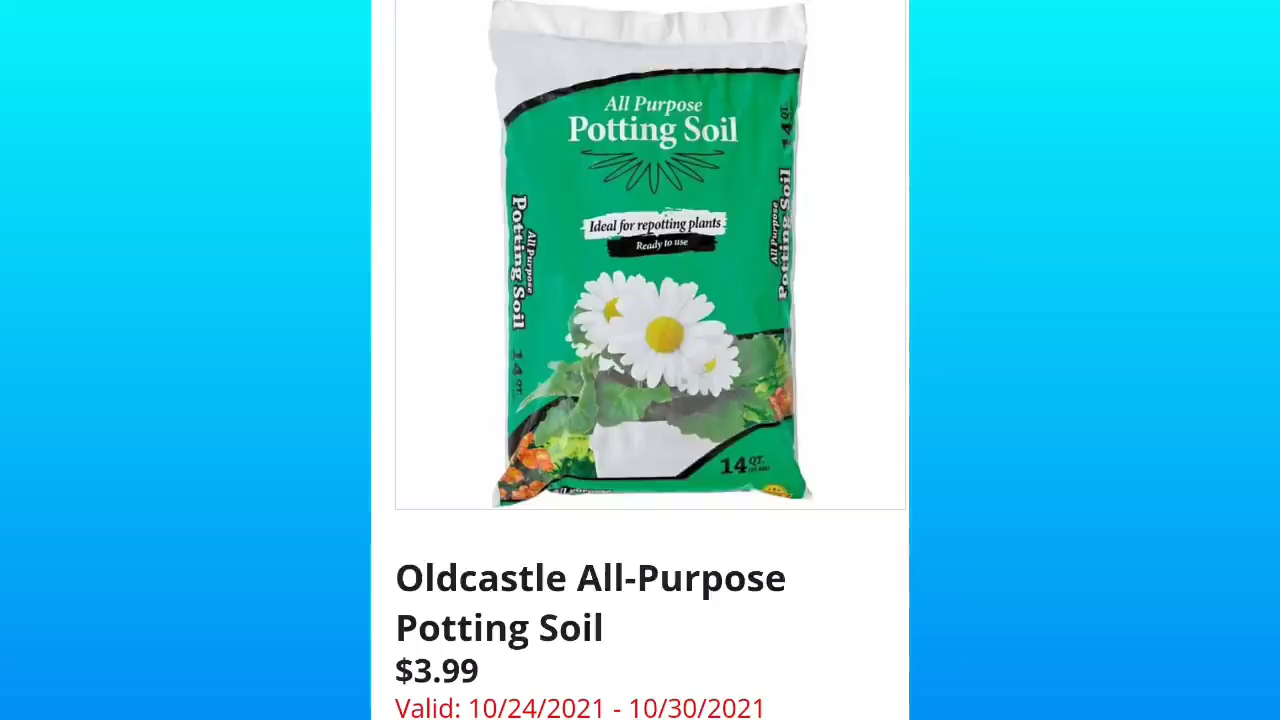 All Purpose
Potting Soil
14 QT.
All Purpose
Potting Soil
Ideal for repotting plants
Ready to use
All Purpose
Potting Soil
14 QT.
14 QT.
All Purpose
Oldcastle All-Purpose
Potting Soil
$3.99
Valid: 10/24/2021 - 10/30/2021